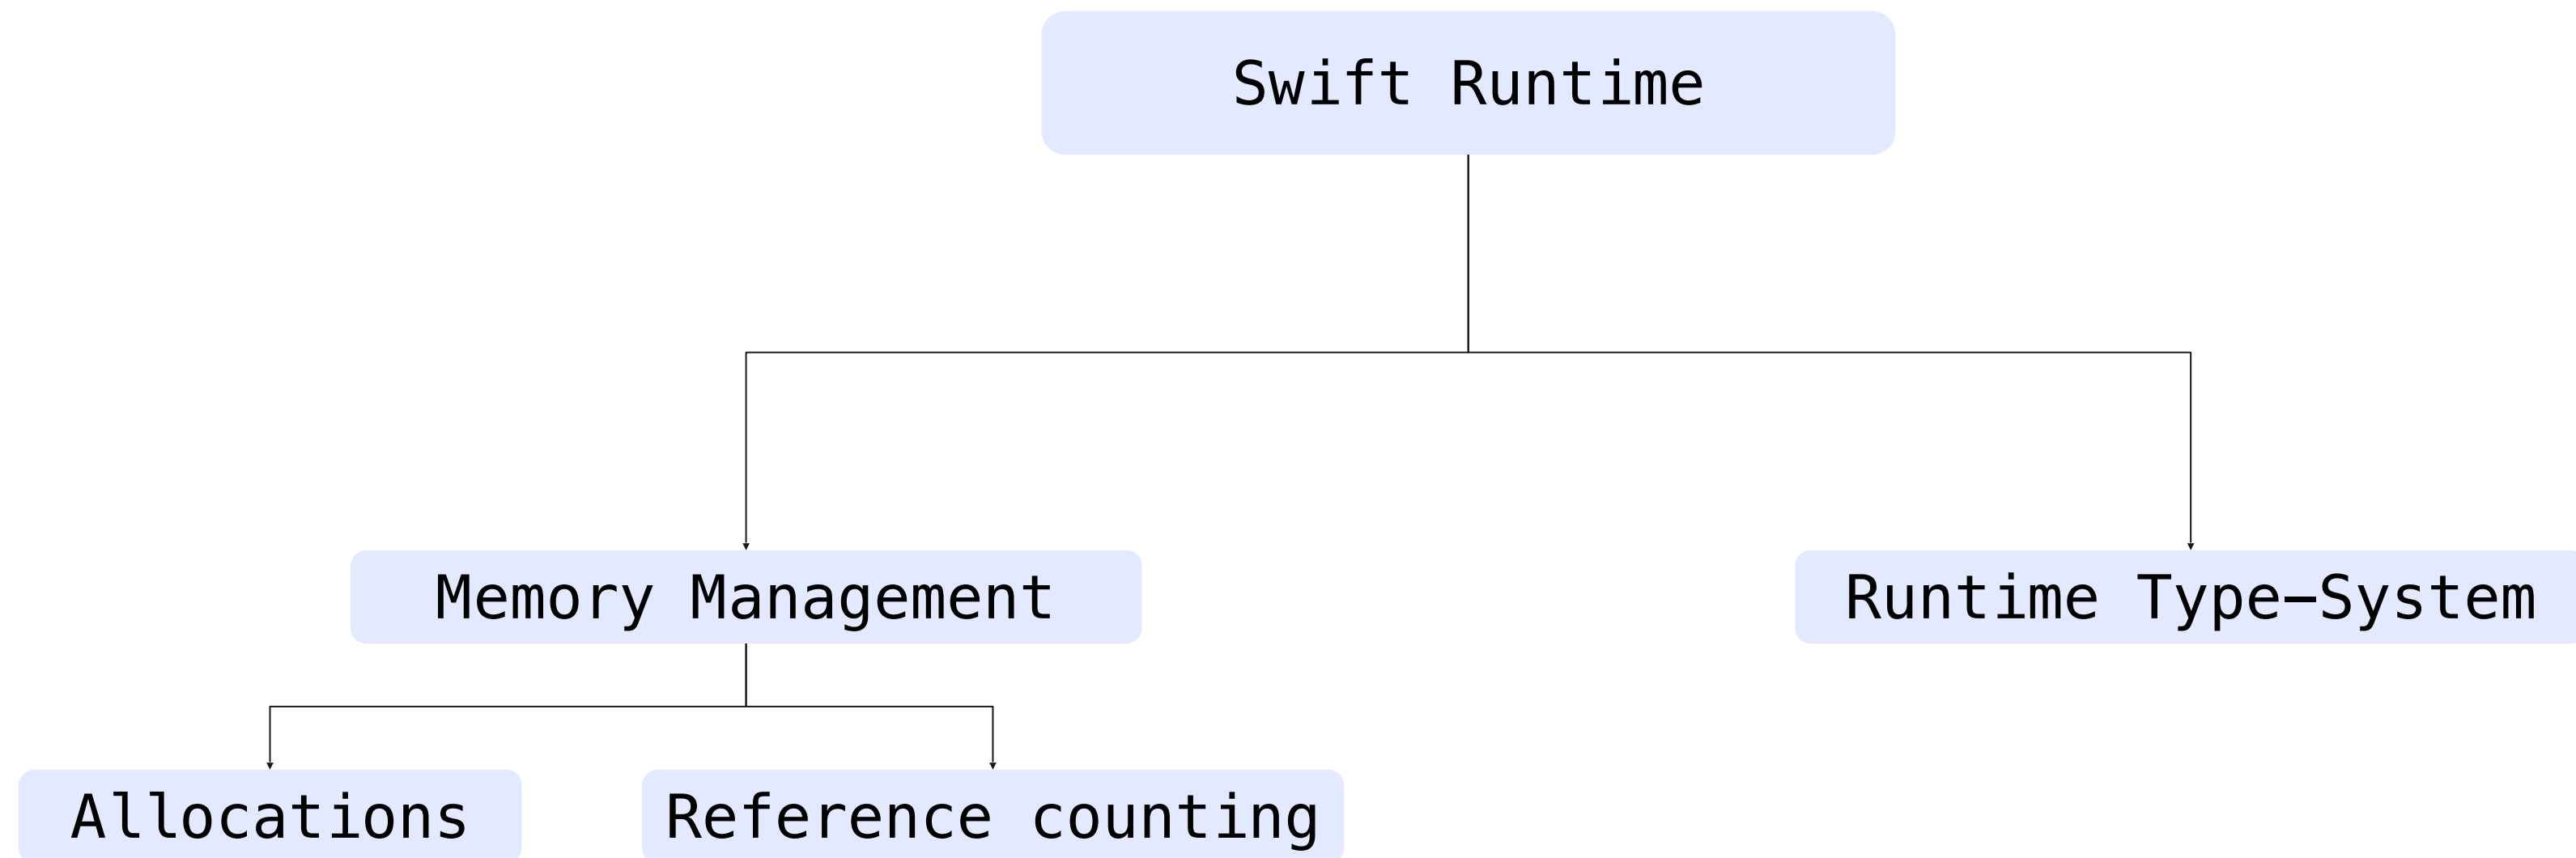 Swift Runtime
Memory Management
Runtime Type-System
Allocations
Reference counting